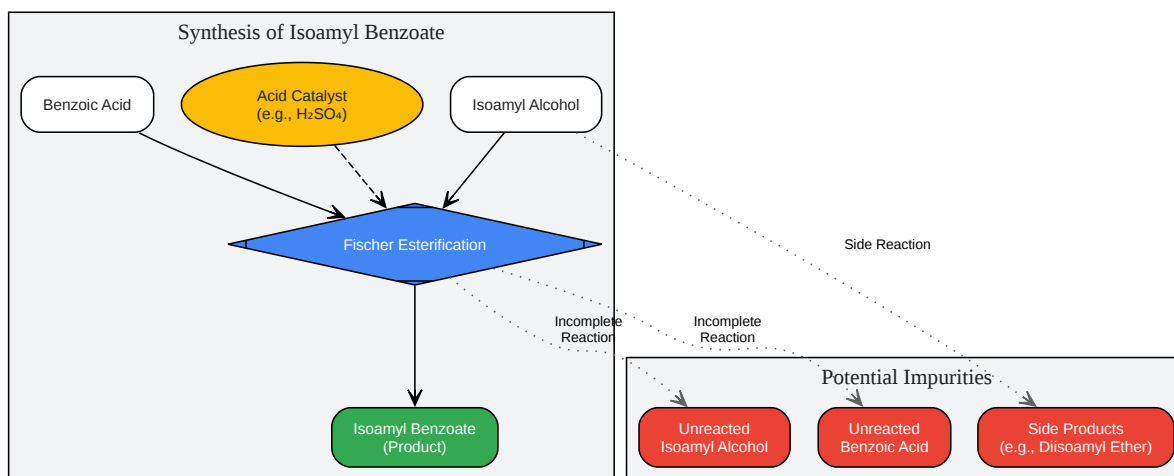 Synthesis of Isoamyl Benzoate
Benzoic Acid
Acid Catalyst
(e.g., H₂SO₄)
Isoamyl Alcohol
Fischer Esterification
Side Reaction
Incomplete
Reaction
Incomplete
Reaction
Potential Impurities
Isoamyl Benzoate
(Product)
Unreacted
Isoamyl Alcohol
Unreacted
Benzoic Acid
Side Products
(e.g., Diisoamyl Ether)